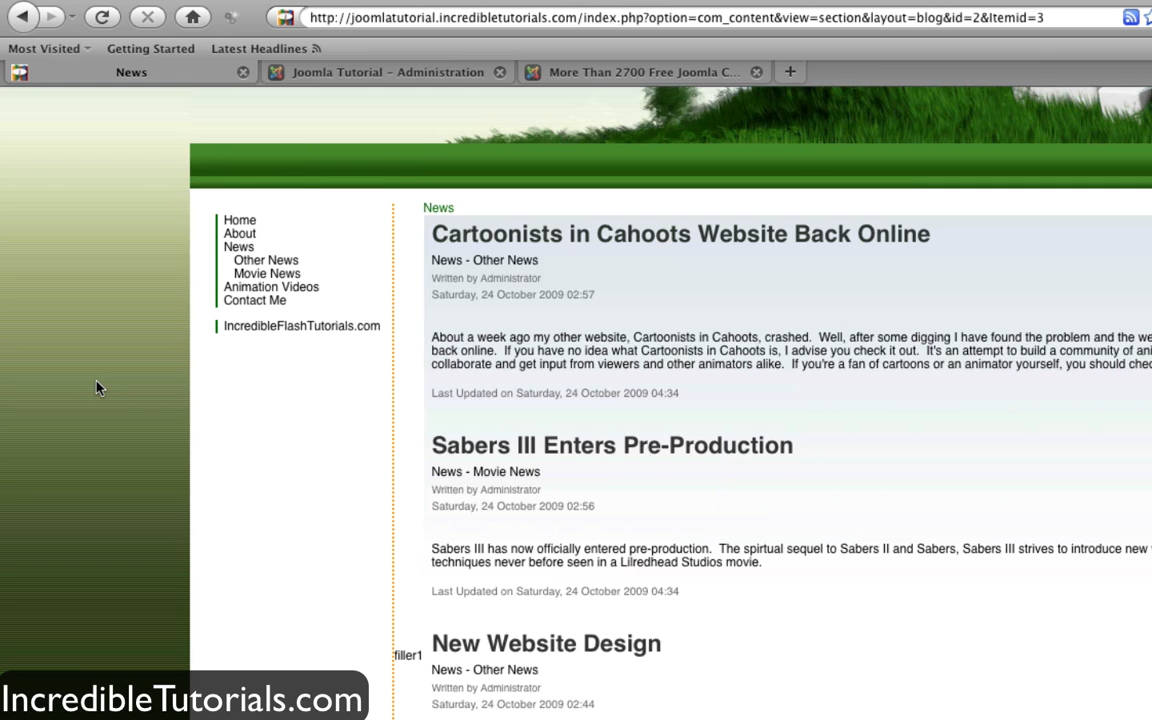 http://joomlatutorial.incredibletutorials.com/index.php?option=com_content&view=section&layout=blog&id=2&Itemid=3
Most Visited Getting Started Latest Headlines
News Joomla Tutorial - Administration More Than 2700 Free Joomla C... +
Home
About
News
Other News
Movie News
Animation Videos
Contact Me
IncredibleFlashTutorials.com
News
Cartoonists in Cahoots Website Back Online
News - Other News
Written by Administrator
Saturday, 24 October 2009 02:57
About a week ago my other website, Cartoonists in Cahoots, crashed. Well, after some digging I have found the problem and the we
back online. If you have no idea what Cartoonists in Cahoots is, I advise you check it out. It's an attempt to build a community of ani
collaborate and get input from viewers and other animators alike. If you're a fan of cartoons or an animator yourself, you should chec
Last Updated on Saturday, 24 October 2009 04:34
Sabers III Enters Pre-Production
News - Movie News
Written by Administrator
Saturday, 24 October 2009 02:56
Sabers III has now officially entered pre-production. The spirtual sequel to Sabers II and Sabers, Sabers III strives to introduce new
techniques never before seen in a Lilredhead Studios movie.
Last Updated on Saturday, 24 October 2009 04:34
filler1
New Website Design
News - Other News
Written by Administrator
Saturday, 24 October 2009 02:44
IncredibleTutorials.com